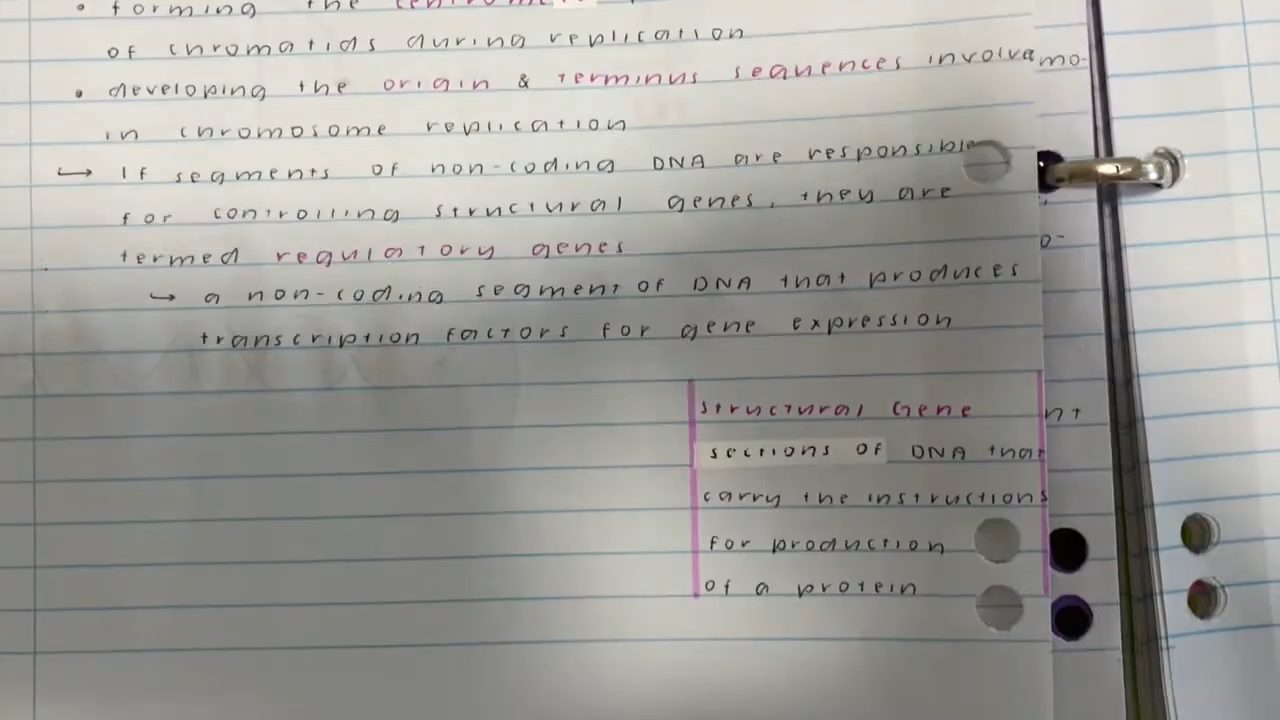 • forming the
of chromatids during replication
• developing the origin & terminus sequences involved
in chromosome replication
↪ If segments of non-coding DNA are responsible
for controlling structural genes, they are
termed regulatory genes
↪ a non-coding segment of DNA that produces
transcription factors for gene expression
Structural Gene
sections of DNA that
carry the instructions
for production
of a protein